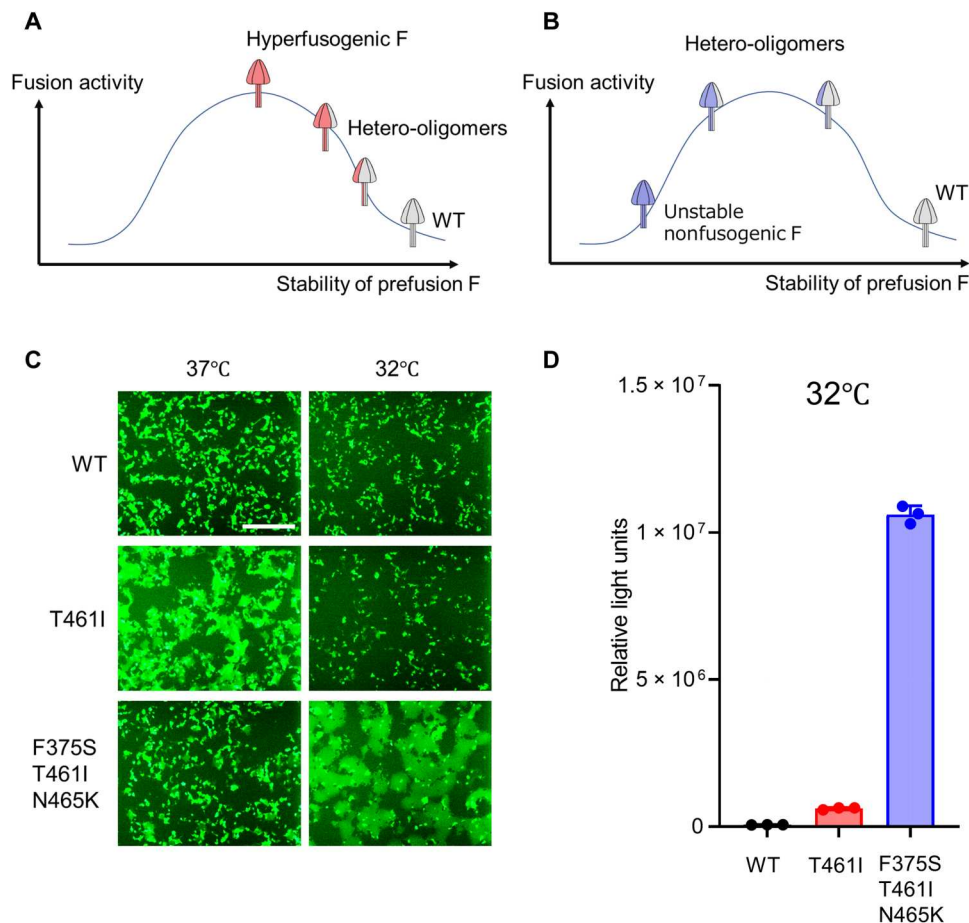 A
Fusion activity
Hyperfusogenic F
Hetero-oligomers
WT
Stability of prefusion F
B
Fusion activity
Hetero-oligomers
Unstable
nonfusogenic F
WT
Stability of prefusion F
C
37℃
32℃
WT
T461I
F375S
T461I
N465K
D
32℃
Relative light units
1.5 × 10⁷
1 × 10⁷
5 × 10⁶
0
WT
T461I
F375S
T461I
N465K